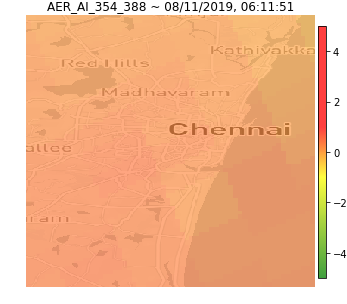 AER_AI_354_388 ~ 08/11/2019, 06:11:51
Kathivakka
Red Hills
Madhavaram
Chennai
allee
ram
4
2
0
−2
−4